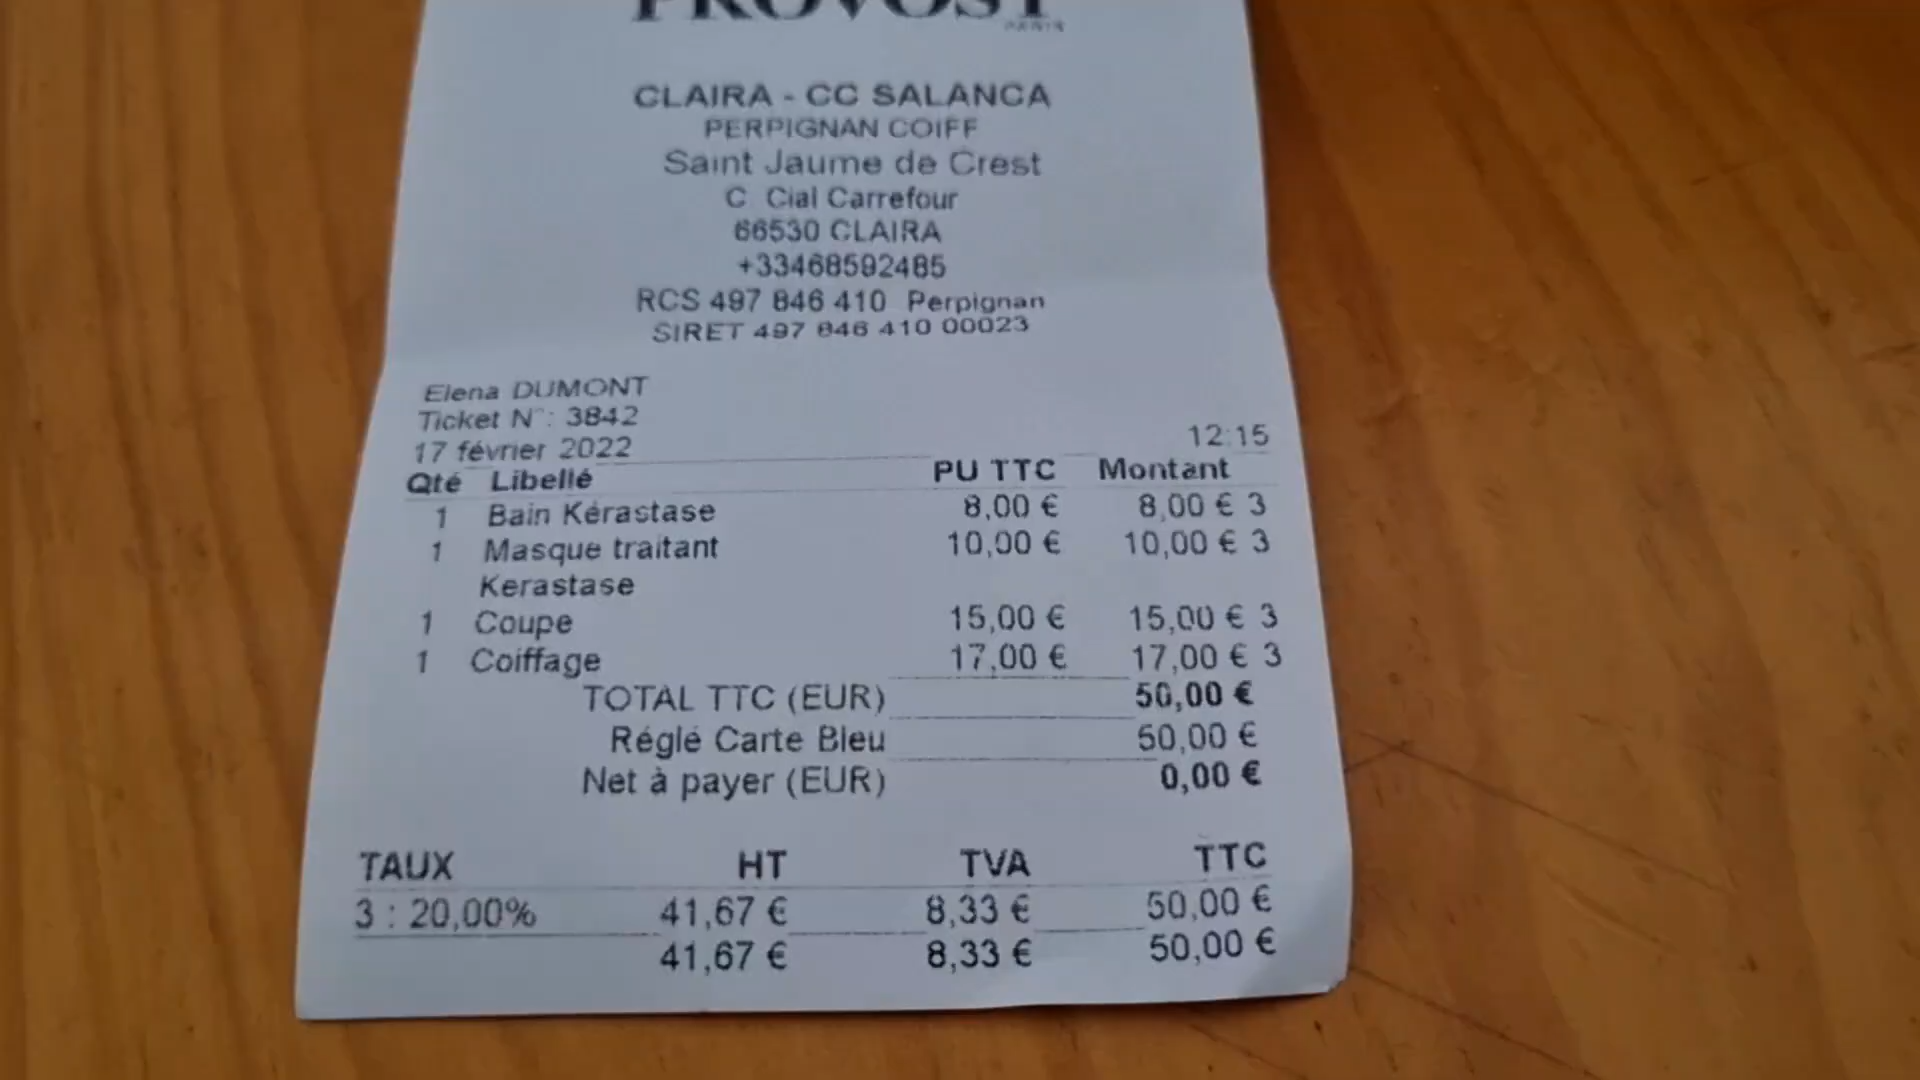 PROVOST
PARIS
CLAIRA - CC SALANCA
PERPIGNAN COIFF
Saint Jaume de Crest
C Cial Carrefour
66530 CLAIRA
+33468592485
RCS 497 846 410 Perpignan
SIRET 497 846 410 00023
Elena DUMONT
Ticket N°: 3842
17 février 2022 12:15
Qté Libellé PU TTC Montant
1 Bain Kérastase 8,00 € 8,00 € 3
1 Masque traitant 10,00 € 10,00 € 3
Kerastase
1 Coupe 15,00 € 15,00 € 3
1 Coiffage 17,00 € 17,00 € 3
TOTAL TTC (EUR) 50,00 €
Réglé Carte Bleu 50,00 €
Net à payer (EUR) 0,00 €
TAUX HT TVA TTC
3 : 20,00% 41,67 € 8,33 € 50,00 €
41,67 € 8,33 € 50,00 €